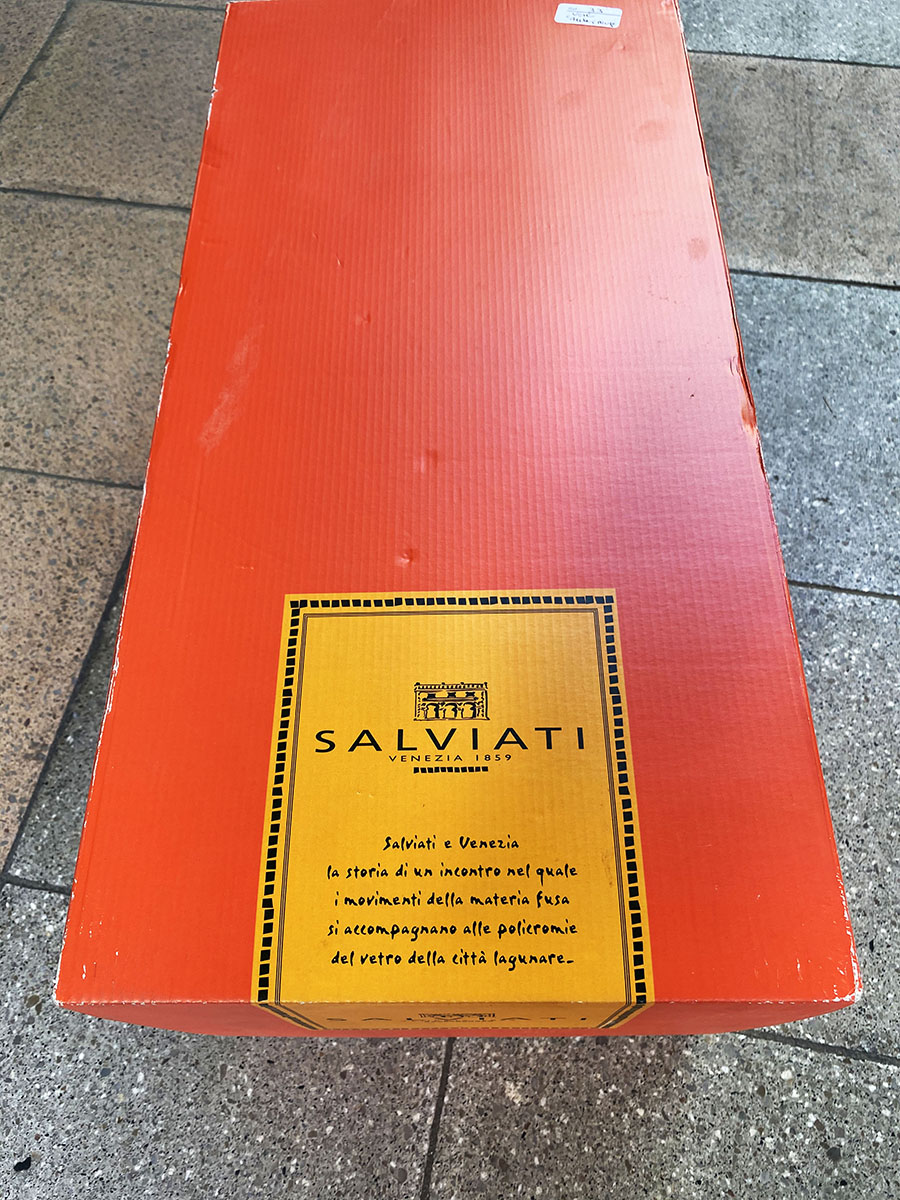 SALVIATI
VENEZIA 1859
Salviati e Venezia
la storia di un incontro nel quale
i movimenti della materia fusa
si accompagnano alle policromie
del vetro della città lagunare_
SALVIATI